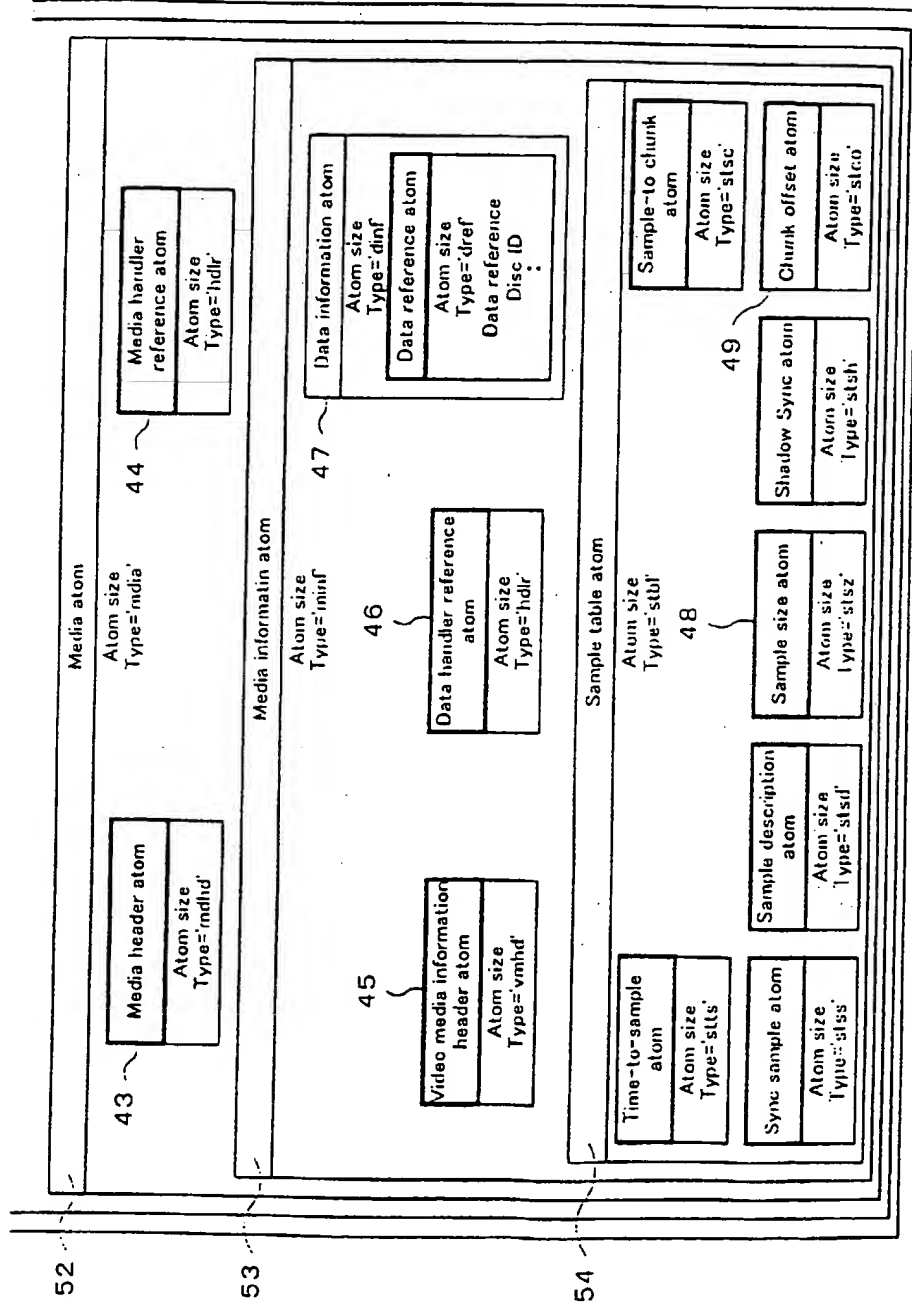 52
Media atom
Atom size
Type='mdia'
43
Media header atom
Atom size
Type='mdhd'
44
Media handler
reference atom
Atom size
Type='hdlr'
53
Media informatin atom
Atom size
Type='minf'
45
Video media information
header atom
Atom size
Type='vmhd'
46
Data handler reference
atom
Atom size
Type='hdlr'
47
Data information atom
Atom size
Type='dinf'
Data reference atom
Atom size
Type='dref'
Data reference
Disc ID
⋮
54
Sample table atom
Atom size
Type='stbl'
Time-to-sample
atom
Atom size
Type='stts'
Sync sample atom
Atom size
Type='stss'
Sample description
atom
Atom size
Type='stsd'
48
Sample size atom
Atom size
Type='stsz'
Shadow Sync atom
Atom size
Type='stsh'
Sample-to chunk
atom
Atom size
Type='stsc'
49
Chunk offset atom
Atom size
Type='stco'